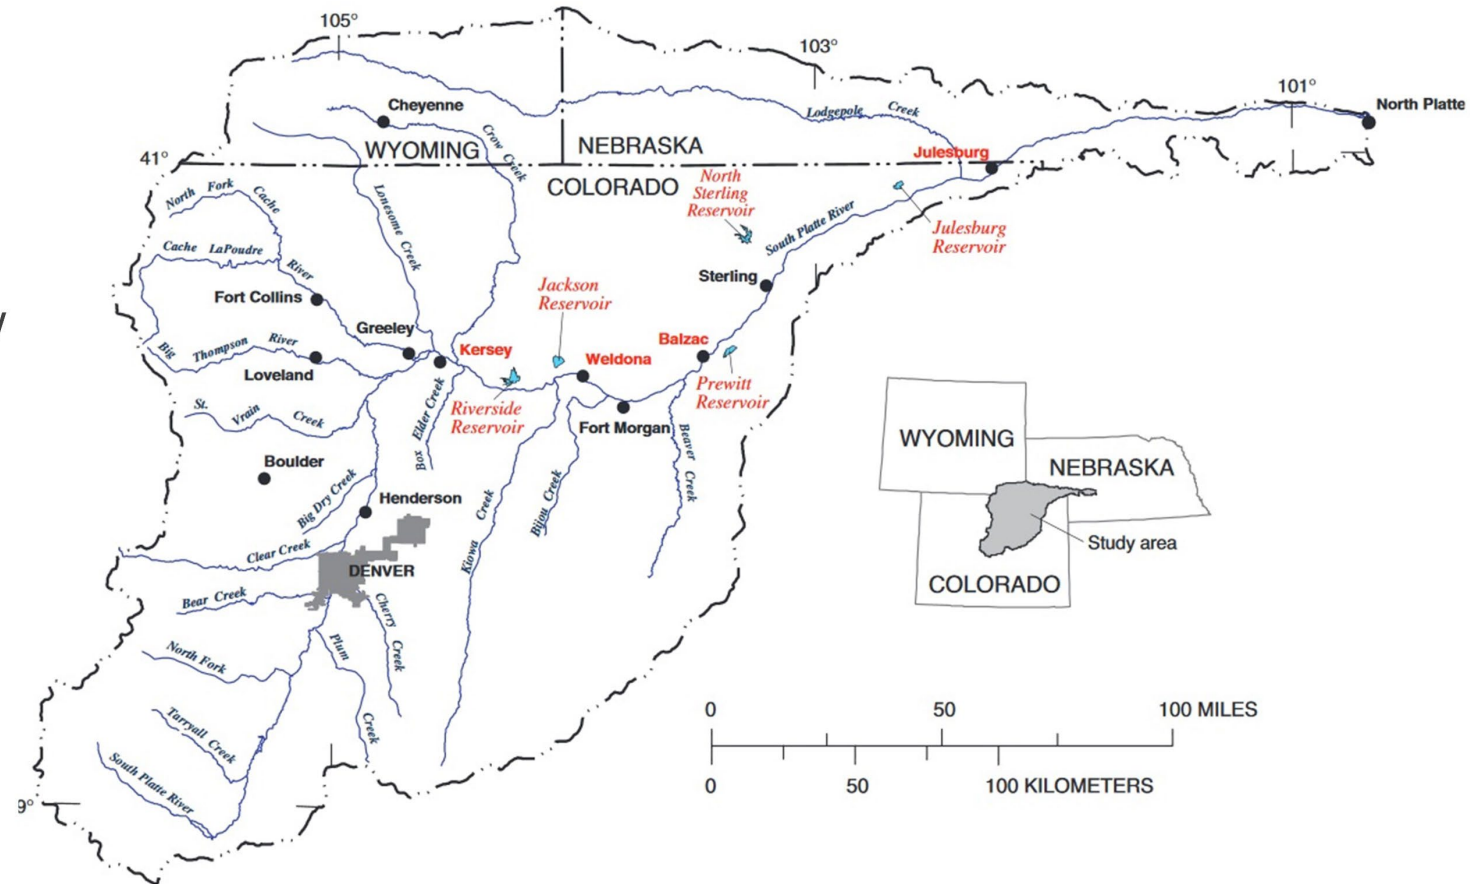 105°
103°
101°
Cheyenne
North Platte
Lodgepole Creek
Crow Creek
WYOMING
NEBRASKA
Julesburg
41°
COLORADO
North
Sterling
Reservoir
North Fork Cache
Lonesome Creek
South Platte River
Julesburg
Reservoir
Cache LaPoudre
River
Sterling
Fort Collins
Jackson
Reservoir
Greeley
Big Thompson River
Kersey
Balzac
Weldona
Loveland
Prewitt
Reservoir
St. Vrain Creek
Riverside
Reservoir
Box Elder Creek
Fort Morgan
Beaver Creek
WYOMING
Boulder
NEBRASKA
Big Dry Creek
Henderson
Kiowa Creek
Bijou Creek
Clear Creek
Study area
DENVER
COLORADO
Bear Creek
Cherry Creek
North Fork
Plum Creek
Tarryall Creek
South Platte River
0 50 100 MILES
0 50 100 KILOMETERS
9°